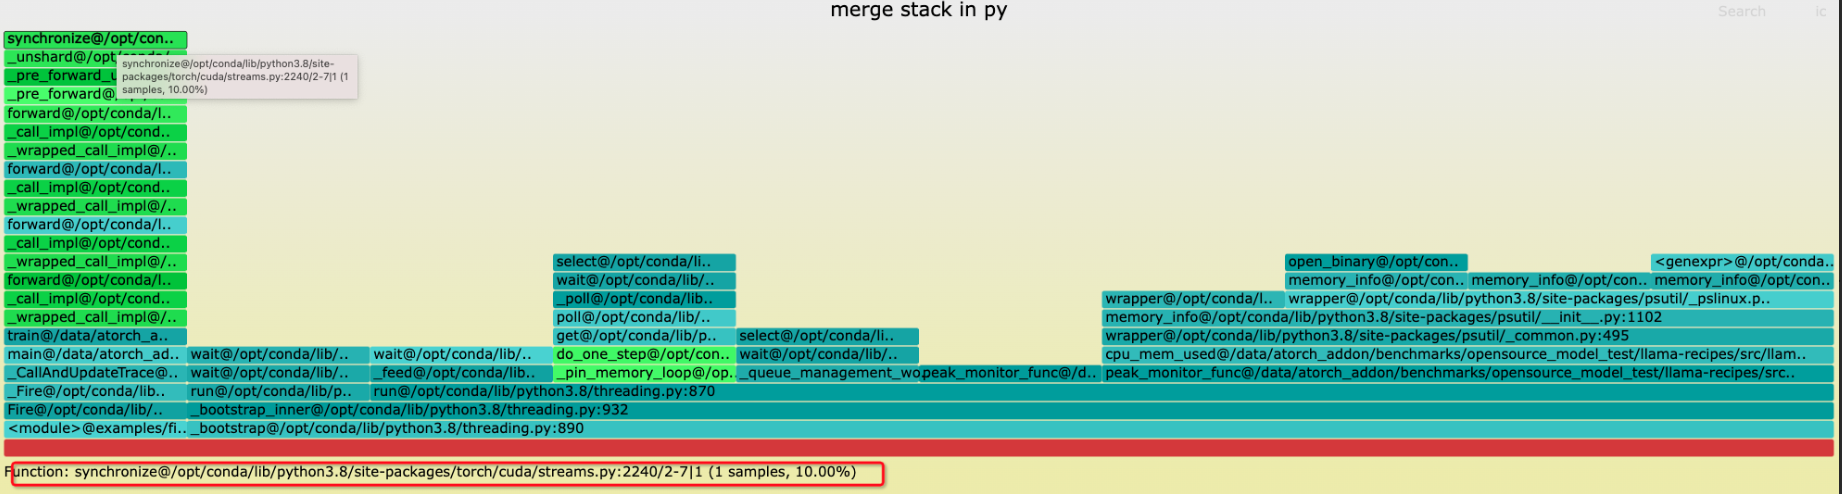 merge stack in py
Search
ic
synchronize@/opt/con..
_unshard@/opt/conda/
synchronize@/opt/conda/lib/python3.8/site-
packages/torch/cuda/streams.py:2240/2-7|1 (1
samples, 10.00%)
_pre_forward_u
_pre_forward@/
forward@/opt/conda/l..
_call_impl@/opt/cond..
_wrapped_call_impl@/..
forward@/opt/conda/l..
_call_impl@/opt/cond..
_wrapped_call_impl@/..
forward@/opt/conda/l..
_call_impl@/opt/cond..
_wrapped_call_impl@/.. select@/opt/conda/li.. open_binary@/opt/con.. <genexpr>@/opt/conda..
forward@/opt/conda/l.. wait@/opt/conda/lib/.. memory_info@/opt/con.. memory_info@/opt/con.. memory_info@/opt/con..
_call_impl@/opt/cond.. _poll@/opt/conda/lib.. wrapper@/opt/conda/l.. wrapper@/opt/conda/lib/python3.8/site-packages/psutil/_pslinux.p..
_wrapped_call_impl@/.. poll@/opt/conda/lib/.. memory_info@/opt/conda/lib/python3.8/site-packages/psutil/__init__.py:1102
train@/data/atorch_a.. get@/opt/conda/lib/p.. select@/opt/conda/li.. wrapper@/opt/conda/lib/python3.8/site-packages/psutil/_common.py:495
main@/data/atorch_ad.. wait@/opt/conda/lib/.. wait@/opt/conda/lib/.. do_one_step@/opt/con.. wait@/opt/conda/lib/.. cpu_mem_used@/data/atorch_addon/benchmarks/opensource_model_test/llama-recipes/src/llam..
_CallAndUpdateTrace@.. wait@/opt/conda/lib/.. _feed@/opt/conda/lib.. _pin_memory_loop@/op.. _queue_management_wo.. peak_monitor_func@/d.. peak_monitor_func@/data/atorch_addon/benchmarks/opensource_model_test/llama-recipes/src..
_Fire@/opt/conda/lib.. run@/opt/conda/lib/p.. run@/opt/conda/lib/python3.8/threading.py:870
Fire@/opt/conda/lib/.. _bootstrap_inner@/opt/conda/lib/python3.8/threading.py:932
<module>@examples/fi.. _bootstrap@/opt/conda/lib/python3.8/threading.py:890
Function: synchronize@/opt/conda/lib/python3.8/site-packages/torch/cuda/streams.py:2240/2-7|1 (1 samples, 10.00%)